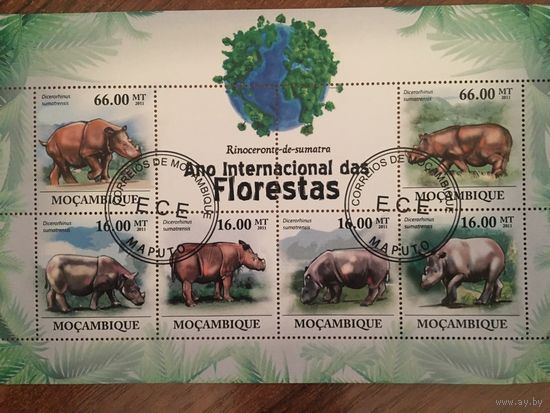 Dicerorhinus
sumatrensis
66.00 MT
2011
MOÇAMBIQUE
Rinoceronte-de-sumatra
Ano Internacional das
Florestas
Dicerorhinus
sumatrensis
66.00 MT
2011
MOÇAMBIQUE
CORREIOS DE MOÇAMBIQUE
E.C.E.
MAPUTO
CORREIOS DE MOÇAMBIQUE
E.C.E.
MAPUTO
Dicerorhinus
sumatrensis
16.00 MT
2011
MOÇAMBIQUE
Dicerorhinus
sumatrensis
16.00 MT
2011
MOÇAMBIQUE
Dicerorhinus
sumatrensis
16.00 MT
2011
MOÇAMBIQUE
Dicerorhinus
sumatrensis
16.00 MT
2011
MOÇAMBIQUE
www.ay.by